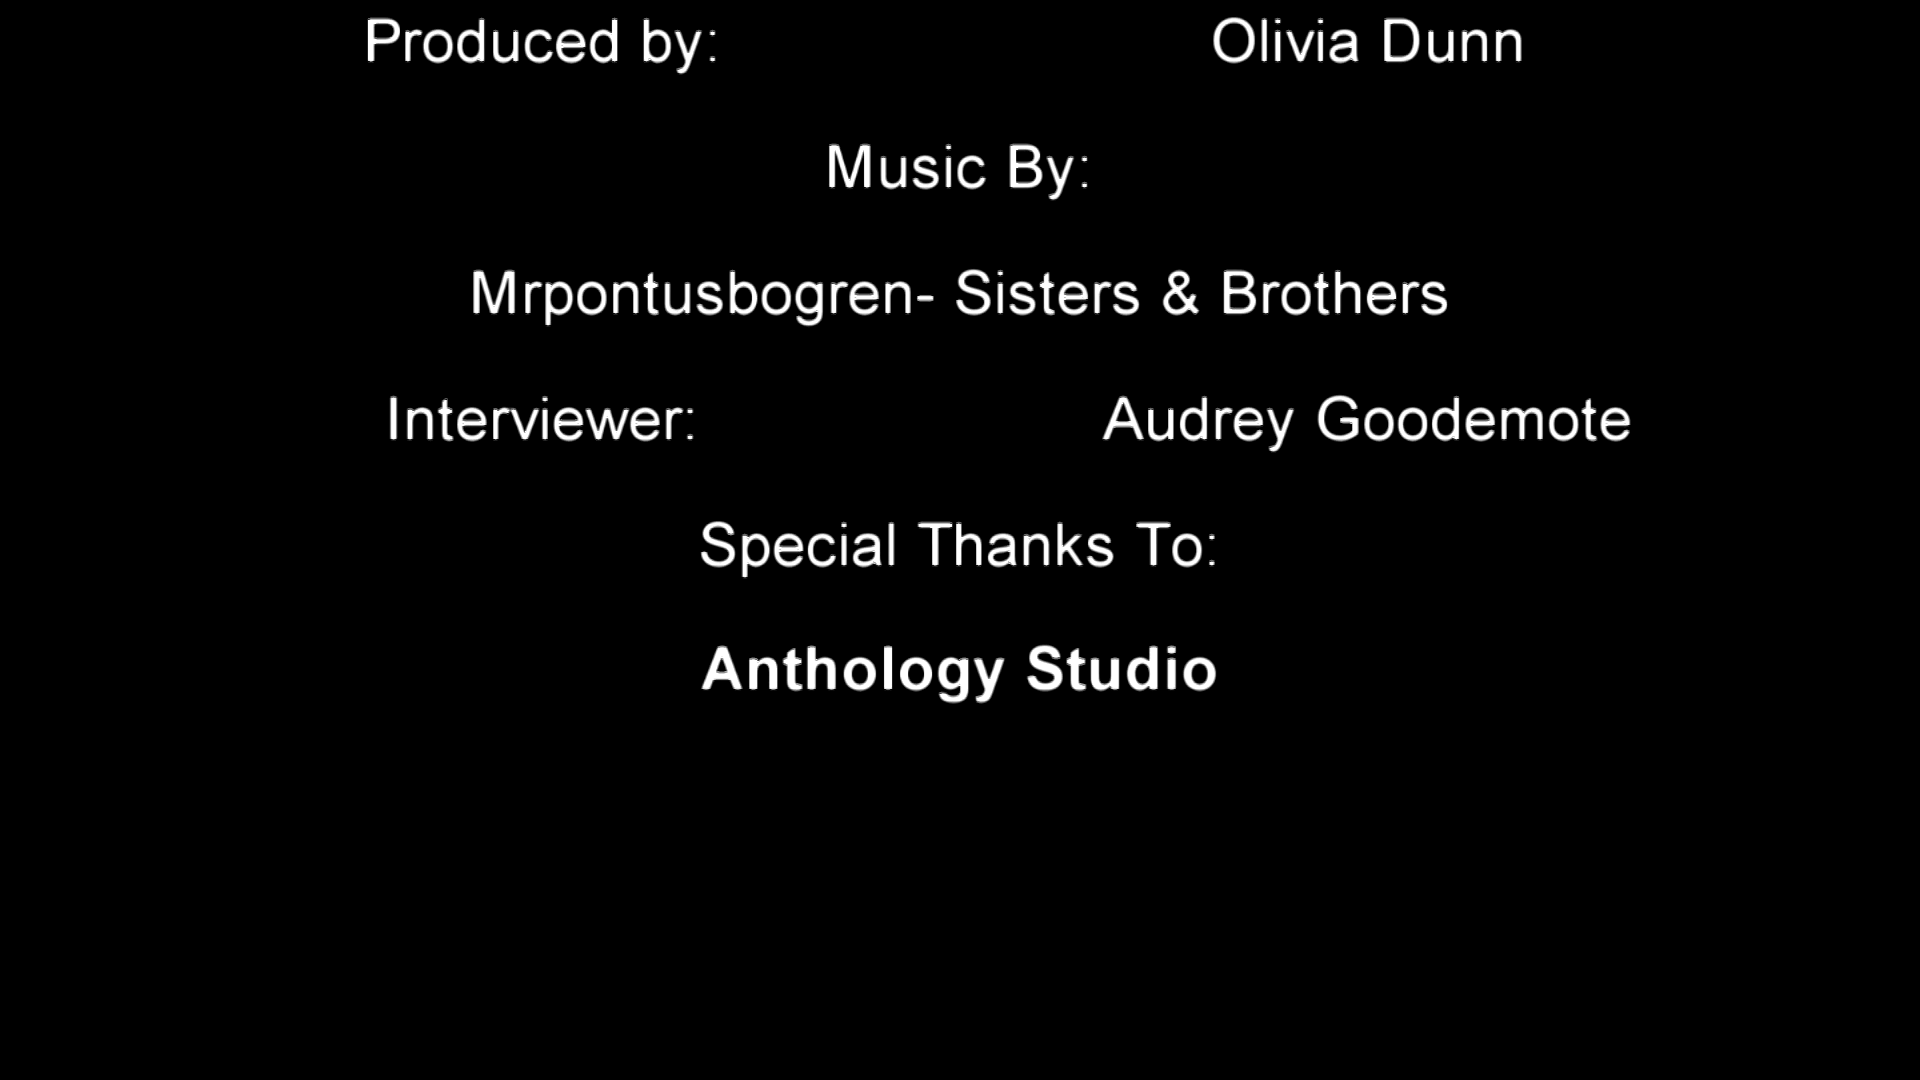 Produced by: Olivia Dunn
Music By:
Mrpontusbogren- Sisters & Brothers
Interviewer: Audrey Goodemote
Special Thanks To:
Anthology Studio